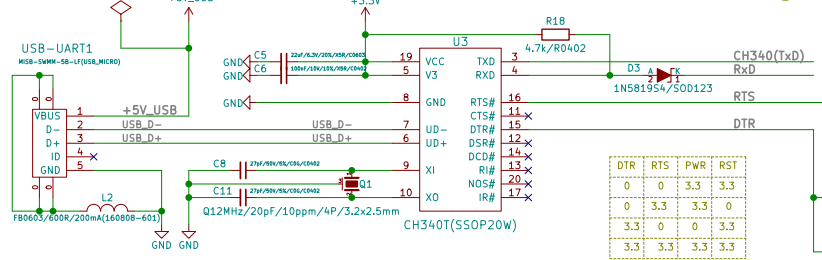 +3.3V
USB-UART1
MISB-SWMM-5B-LF(USB_MICRO)
VBUS 1 +5V_USB
D- 2 USB_D-
D+ 3 USB_D+
ID 4
GND 5
0 0
0 0
L2
FB0603/600R/200mA(160808-601)
GND
GND
GND C5 22uF/6.3V/20%/X5R/C0603
GND C6 100nF/10V/10%/X5R/C0402
GND
USB_D-
USB_D+
C8 27pF/50V/5%/C0G/C0402
Q1
C11 27pF/50V/5%/C0G/C0402
Q12MHz/20pF/10ppm/4P/3.2x2.5mm
U3
19 VCC TXD 3
5 V3 RXD 4
8 GND RTS# 16
CTS# 11
7 UD- DTR# 15
6 UD+ DSR# 12
DCD# 14
9 XI RI# 13
NOS# 20
10 XO IR# 17
CH340T(SSOP20W)
R18
4.7k/R0402
D3 A K
2 1
1N5819S4/SOD123
CH340(TxD)
RxD
RTS
DTR
DTR RTS PWR RST
0 0 3.3 3.3
0 3.3 3.3 0
3.3 0 0 3.3
3.3 3.3 3.3 3.3